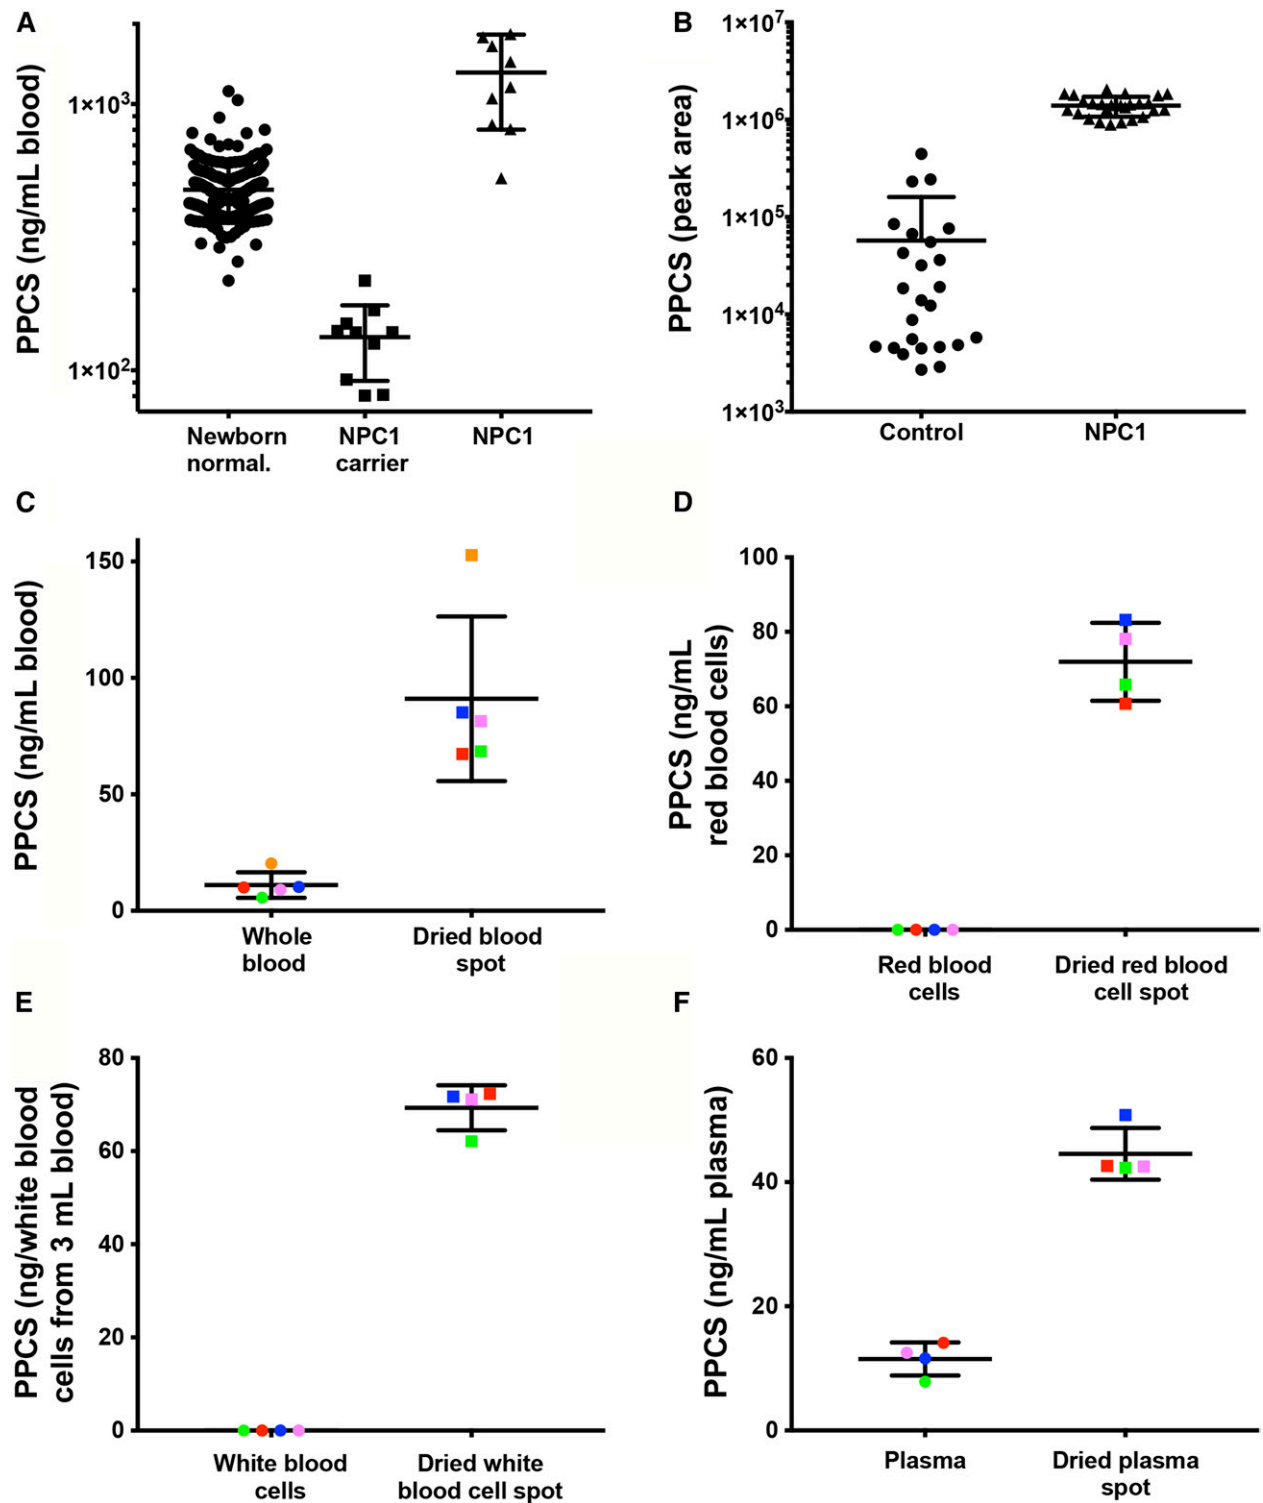 A
PPCS (ng/mL blood)
1×10³
1×10²
Newborn
normal.
NPC1
carrier
NPC1
B
PPCS (peak area)
1×10⁷
1×10⁶
1×10⁵
1×10⁴
1×10³
Control
NPC1
C
PPCS (ng/mL blood)
150
100
50
0
Whole
blood
Dried blood
spot
D
PPCS (ng/mL
red blood cells)
100
80
60
40
20
0
Red blood
cells
Dried red blood
cell spot
E
PPCS (ng/white blood
cells from 3 mL blood)
80
60
40
20
0
White blood
cells
Dried white
blood cell spot
F
PPCS (ng/mL plasma)
60
40
20
0
Plasma
Dried plasma
spot